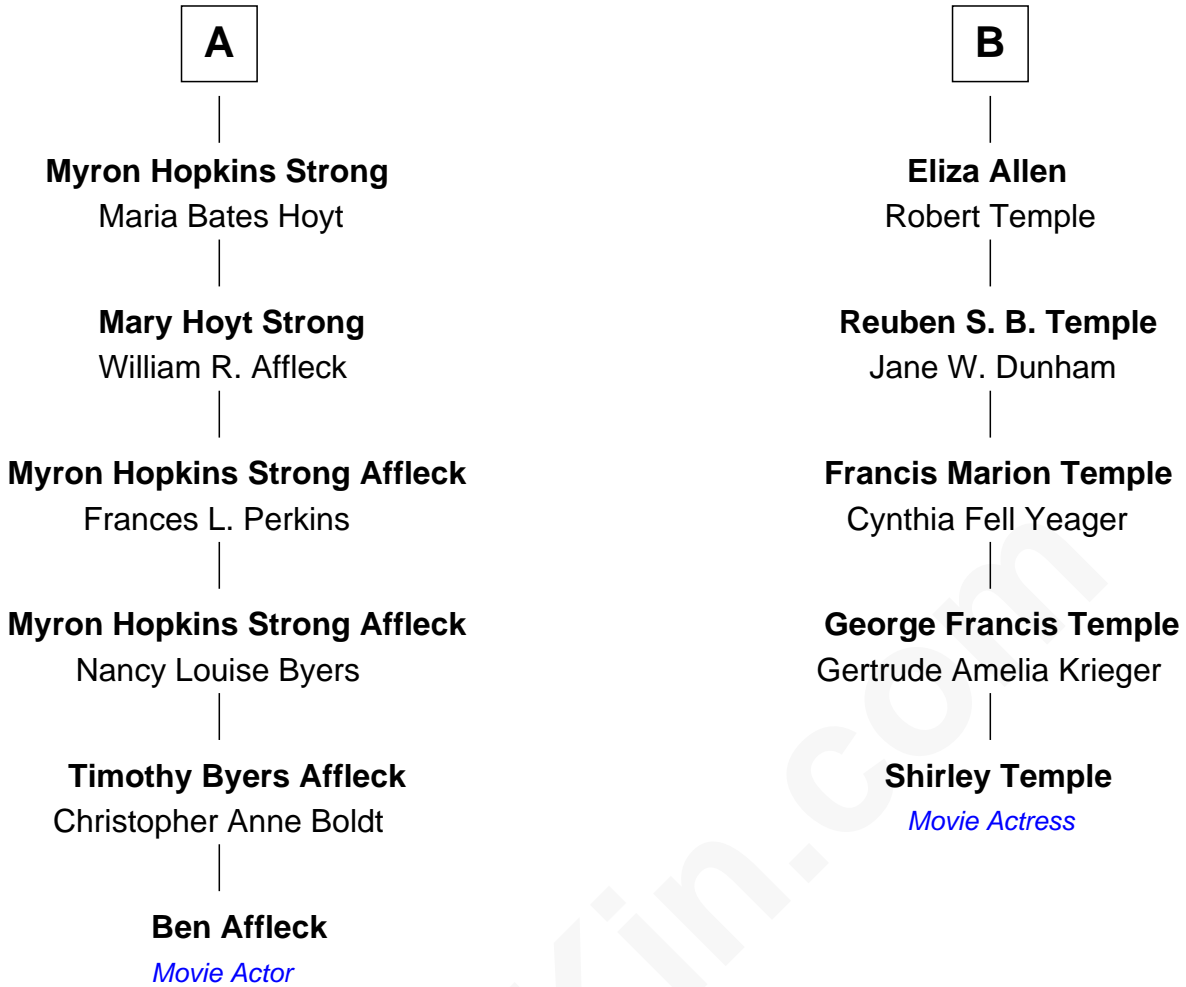 A
Myron Hopkins Strong
Maria Bates Hoyt
Mary Hoyt Strong
William R. Affleck
Myron Hopkins Strong Affleck
Frances L. Perkins
Myron Hopkins Strong Affleck
Nancy Louise Byers
Timothy Byers Affleck
Christopher Anne Boldt
Ben Affleck
Movie Actor
B
Eliza Allen
Robert Temple
Reuben S. B. Temple
Jane W. Dunham
Francis Marion Temple
Cynthia Fell Yeager
George Francis Temple
Gertrude Amelia Krieger
Shirley Temple
Movie Actress